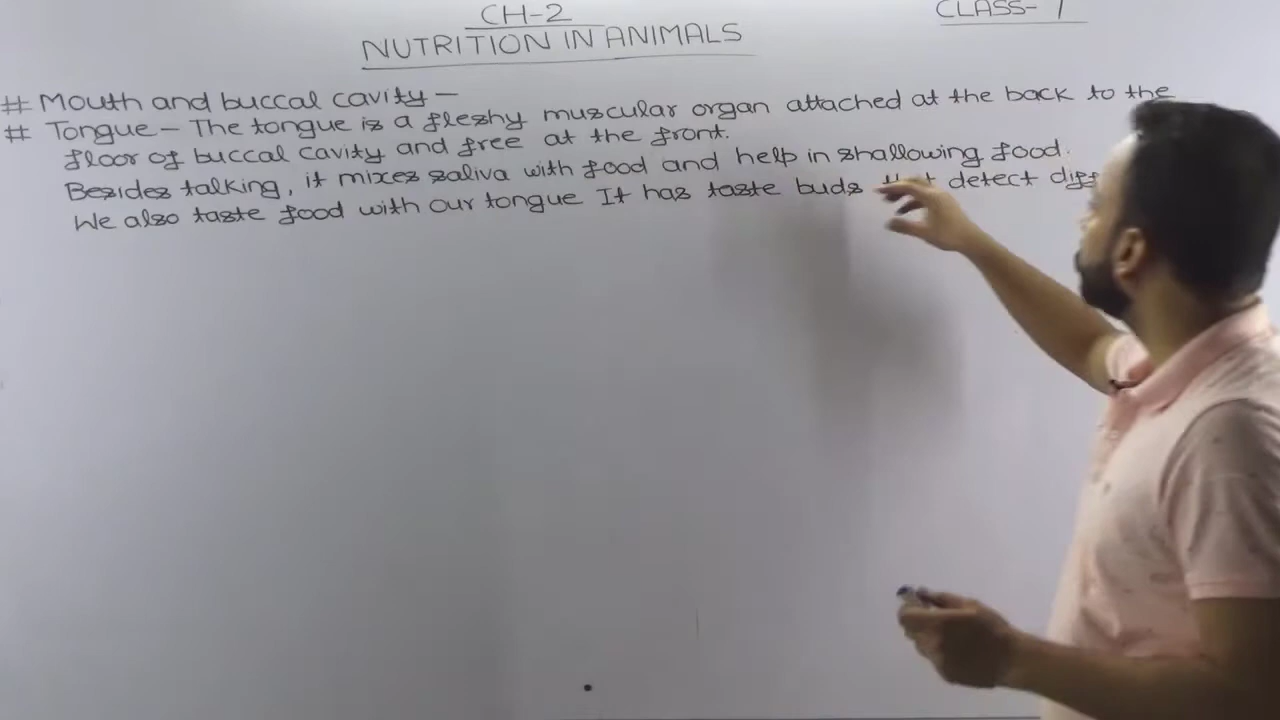 CH-2
CLASS- 7
NUTRITION IN ANIMALS
# Mouth and buccal cavity –
# Tongue – The tongue is a fleshy muscular organ attached at the back to the
floor of buccal cavity and free at the front.
Besides talking, it mixes saliva with food and help in shallowing food.
We also taste food with our tongue It has taste buds detect